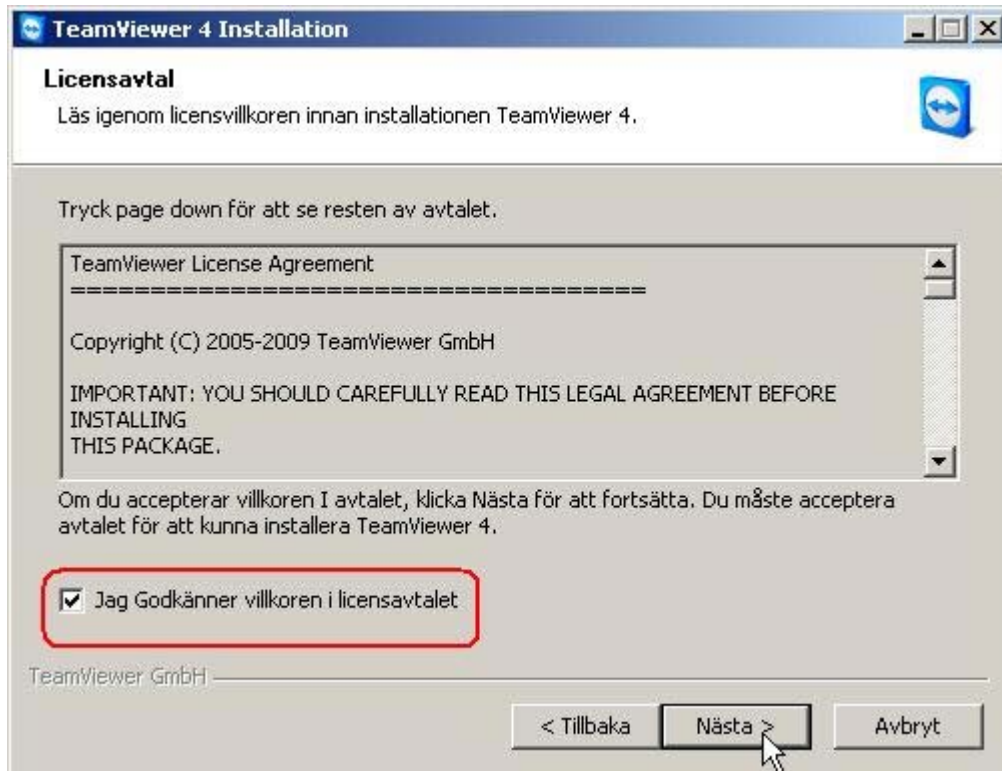 TeamViewer 4 Installation
Licensavtal
Läs igenom licensvillkoren innan installationen TeamViewer 4.
Tryck page down för att se resten av avtalet.
TeamViewer License Agreement
====================================
Copyright (C) 2005-2009 TeamViewer GmbH
IMPORTANT: YOU SHOULD CAREFULLY READ THIS LEGAL AGREEMENT BEFORE
INSTALLING
THIS PACKAGE.
Om du accepterar villkoren I avtalet, klicka Nästa för att fortsätta. Du måste acceptera
avtalet för att kunna installera TeamViewer 4.
Jag Godkänner villkoren i licensavtalet
TeamViewer GmbH
< Tillbaka
Nästa >
Avbryt